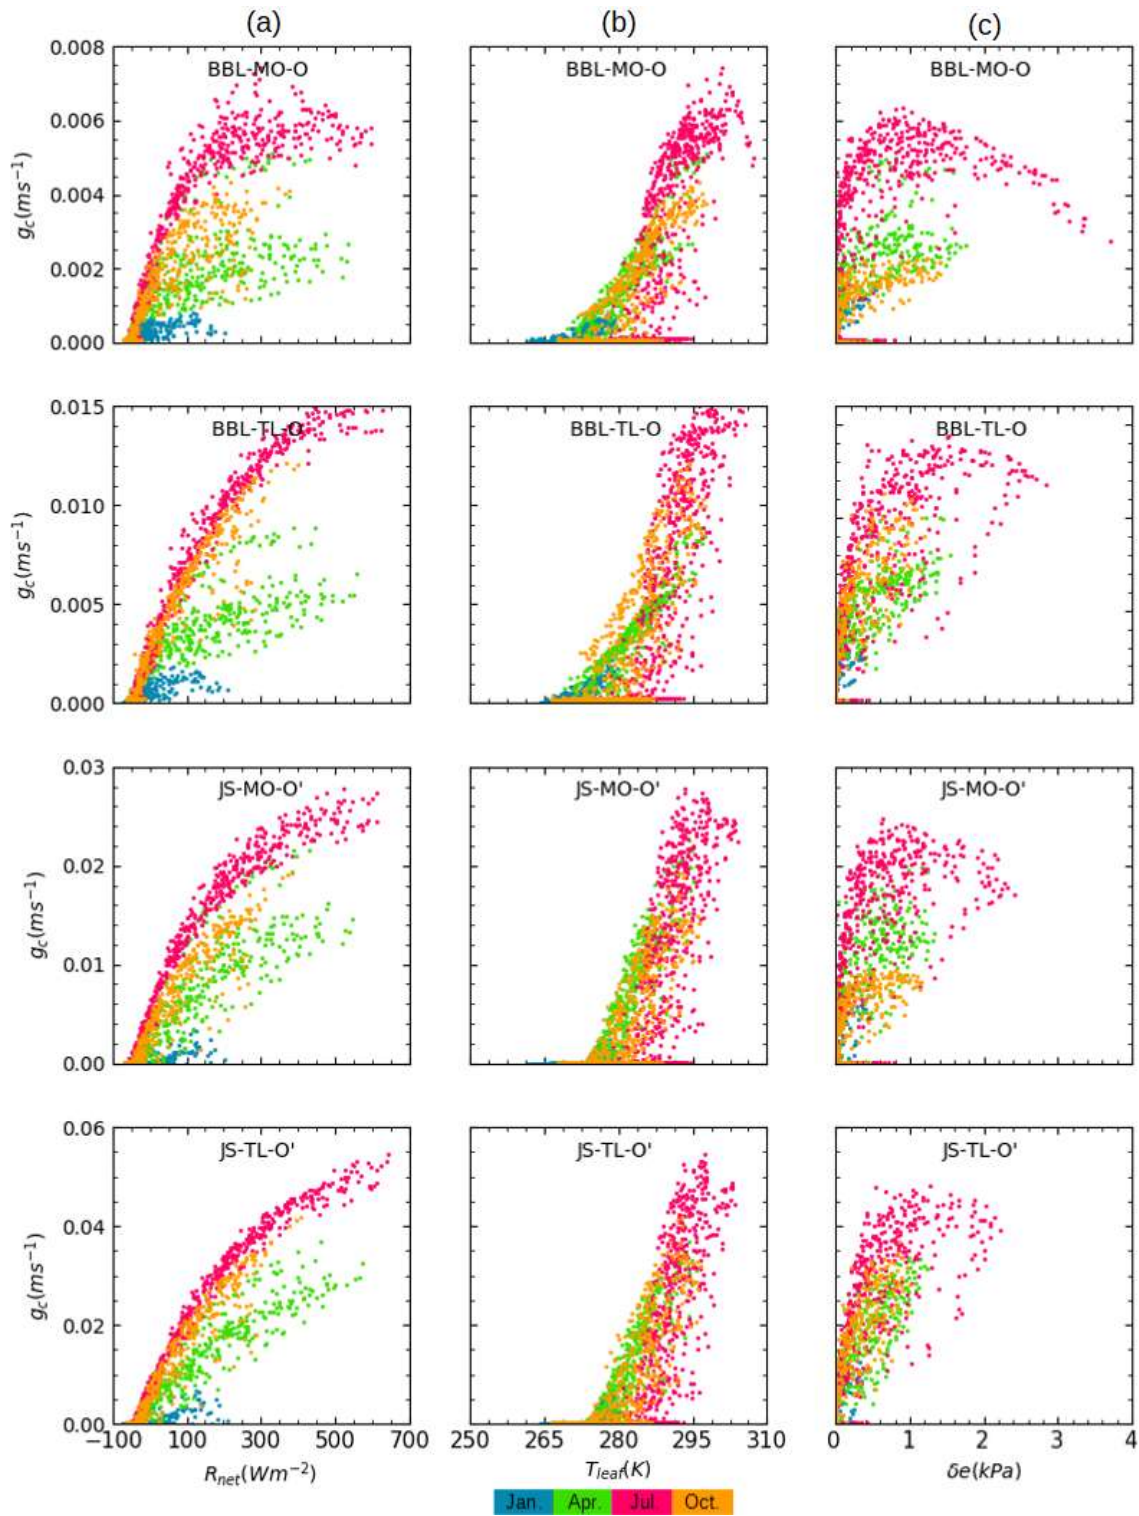 (a) (b) (c)
0.008
BBL-MO-O BBL-MO-O BBL-MO-O
0.006
g_c(ms^{-1})
0.004
0.002
0.000
0.015
BBL-TL-O BBL-TL-O BBL-TL-O
0.010
g_c(ms^{-1})
0.005
0.000
0.03
JS-MO-O' JS-MO-O' JS-MO-O'
0.02
g_c(ms^{-1})
0.01
0.00
0.06
JS-TL-O' JS-TL-O' JS-TL-O'
0.04
g_c(ms^{-1})
0.02
0.00
−100 100 300 500 700 250 265 280 295 310 0 1 2 3 4
R_{net}(Wm^{-2}) T_{leaf}(K) δe(kPa)
Jan. Apr. Jul Oct.